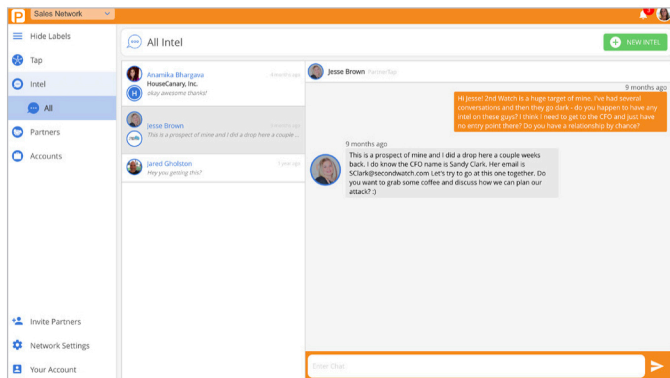 P
Sales Network
Hide Labels
Tap
Intel
All
Partners
Accounts
Invite Partners
Network Settings
Your Account
All Intel
NEW INTEL
Anamika Bhargava
HouseCanary, Inc.
okay awesome thanks!
H
Jesse Brown
This is a prospect of mine and I did a drop here a couple ...
Jared Gholston
1 year ago
Hey you getting this?
Jesse Brown
9 months ago
Hi Jesse! 2nd Watch is a huge target of mine. I've had several
conversations and then they go dark - do you happen to have any
intel on these guys? I think I need to get to the CFO and just have
no entry point there? Do you have a relationship by chance?
9 months ago
This is a prospect of mine and I did a drop here a couple weeks
back. I do know the CFO name is Sandy Clark. Her email is
SClark@secondwatch.com Let's try to go at this one together. Do
you want to grab some coffee and discuss how we can plan our
attack? :)
Enter Chat